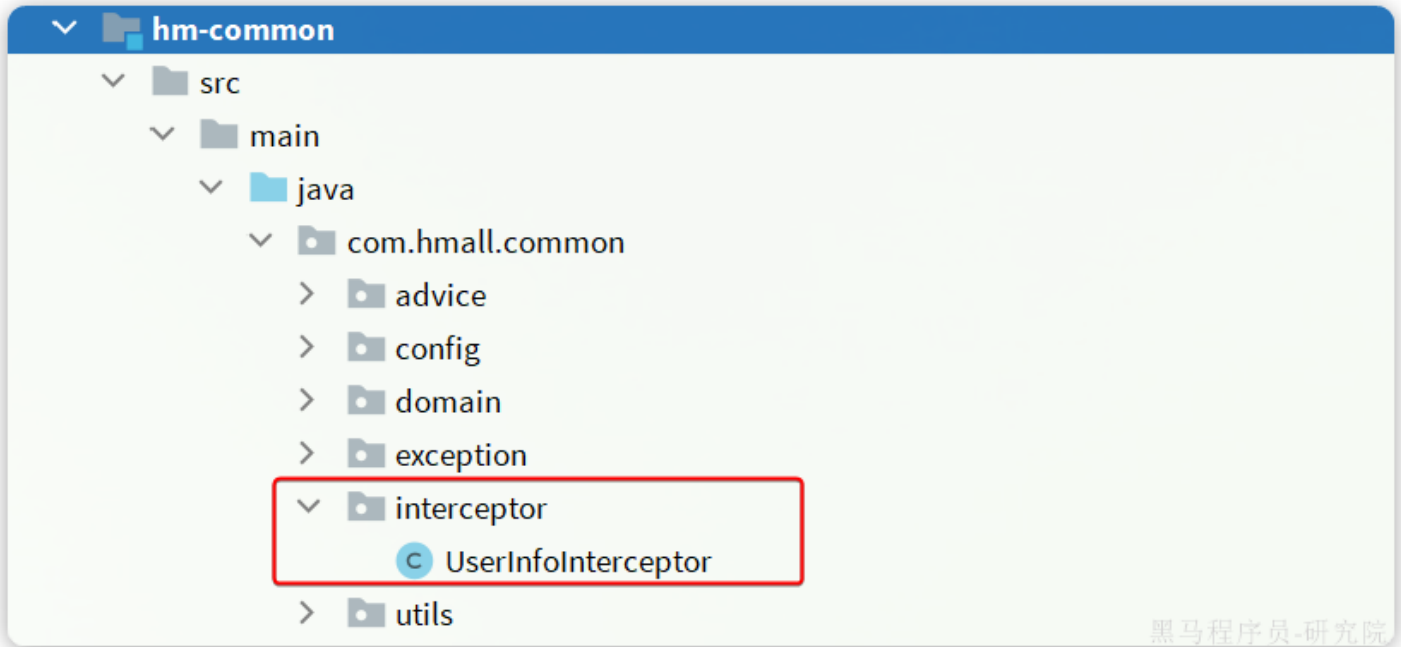 hm-common
src
main
java
com.hmall.common
advice
config
domain
exception
interceptor
C UserInfoInterceptor
utils
黑马程序员-研究院